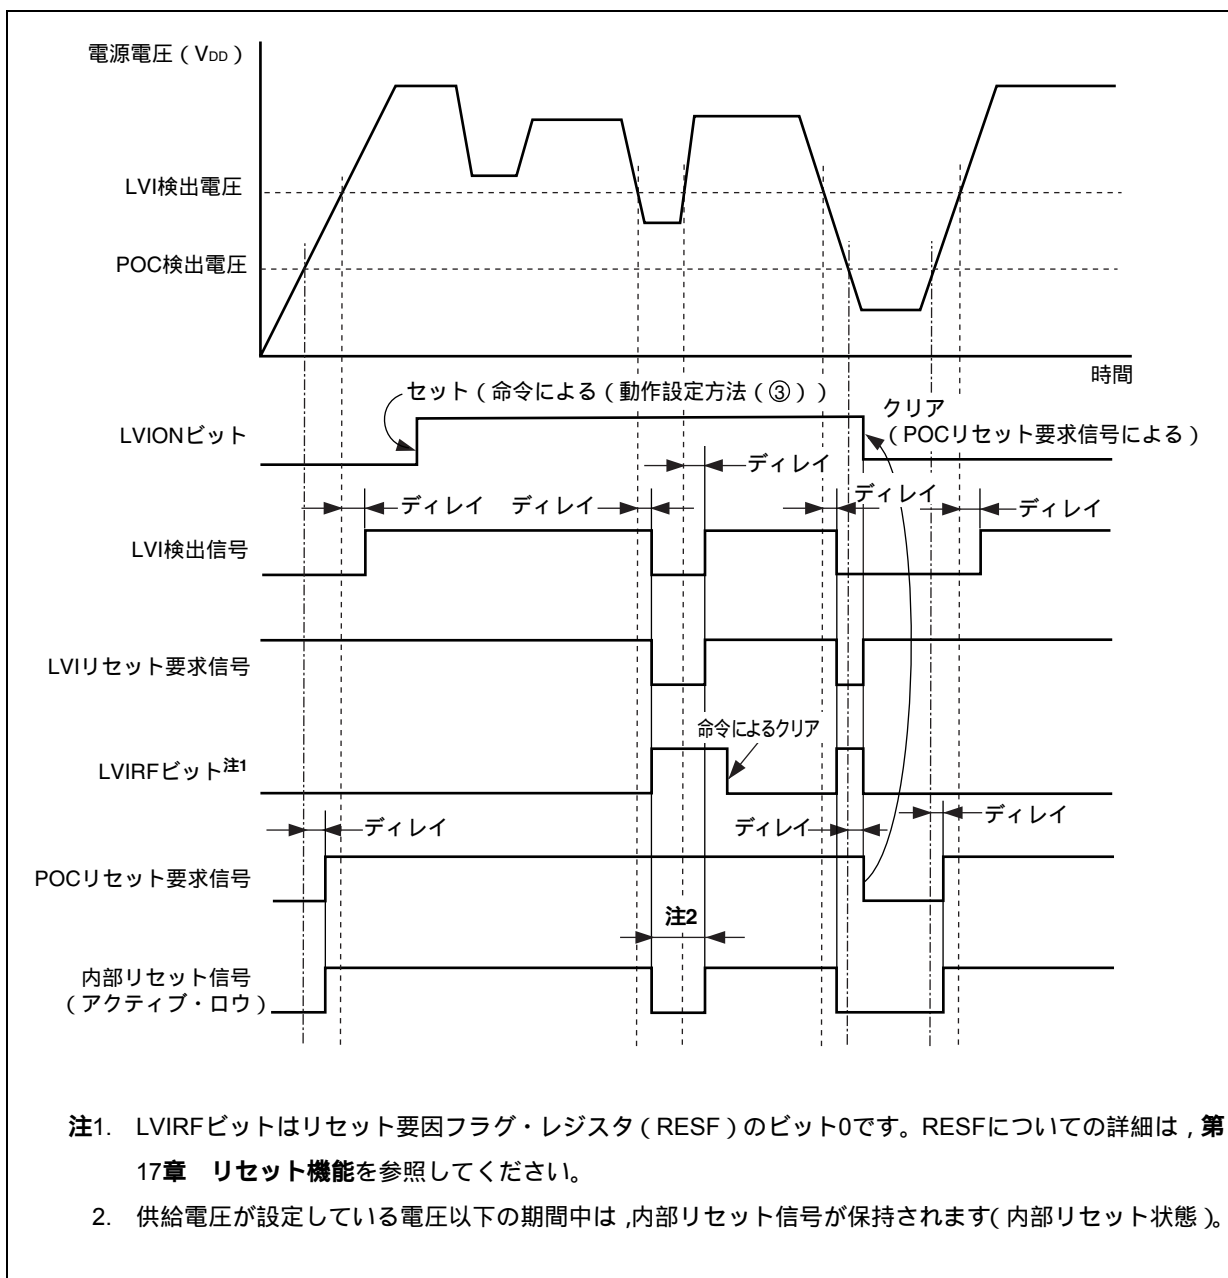 電源電圧（VDD）
LVI検出電圧
POC検出電圧
時間
セット（命令による（動作設定方法（③））
クリア
（POCリセット要求信号による）
LVIONビット
ディレイ
ディレイ ディレイ ディレイ ディレイ
LVI検出信号
LVIリセット要求信号
命令によるクリア
LVIRFビット注1
ディレイ ディレイ ディレイ
POCリセット要求信号
注2
内部リセット信号
（アクティブ・ロウ）
注1. LVIRFビットはリセット要因フラグ・レジスタ（RESF）のビット0です。RESFについての詳細は，第
17章 リセット機能を参照してください。
2. 供給電圧が設定している電圧以下の期間中は，内部リセット信号が保持されます（内部リセット状態）。